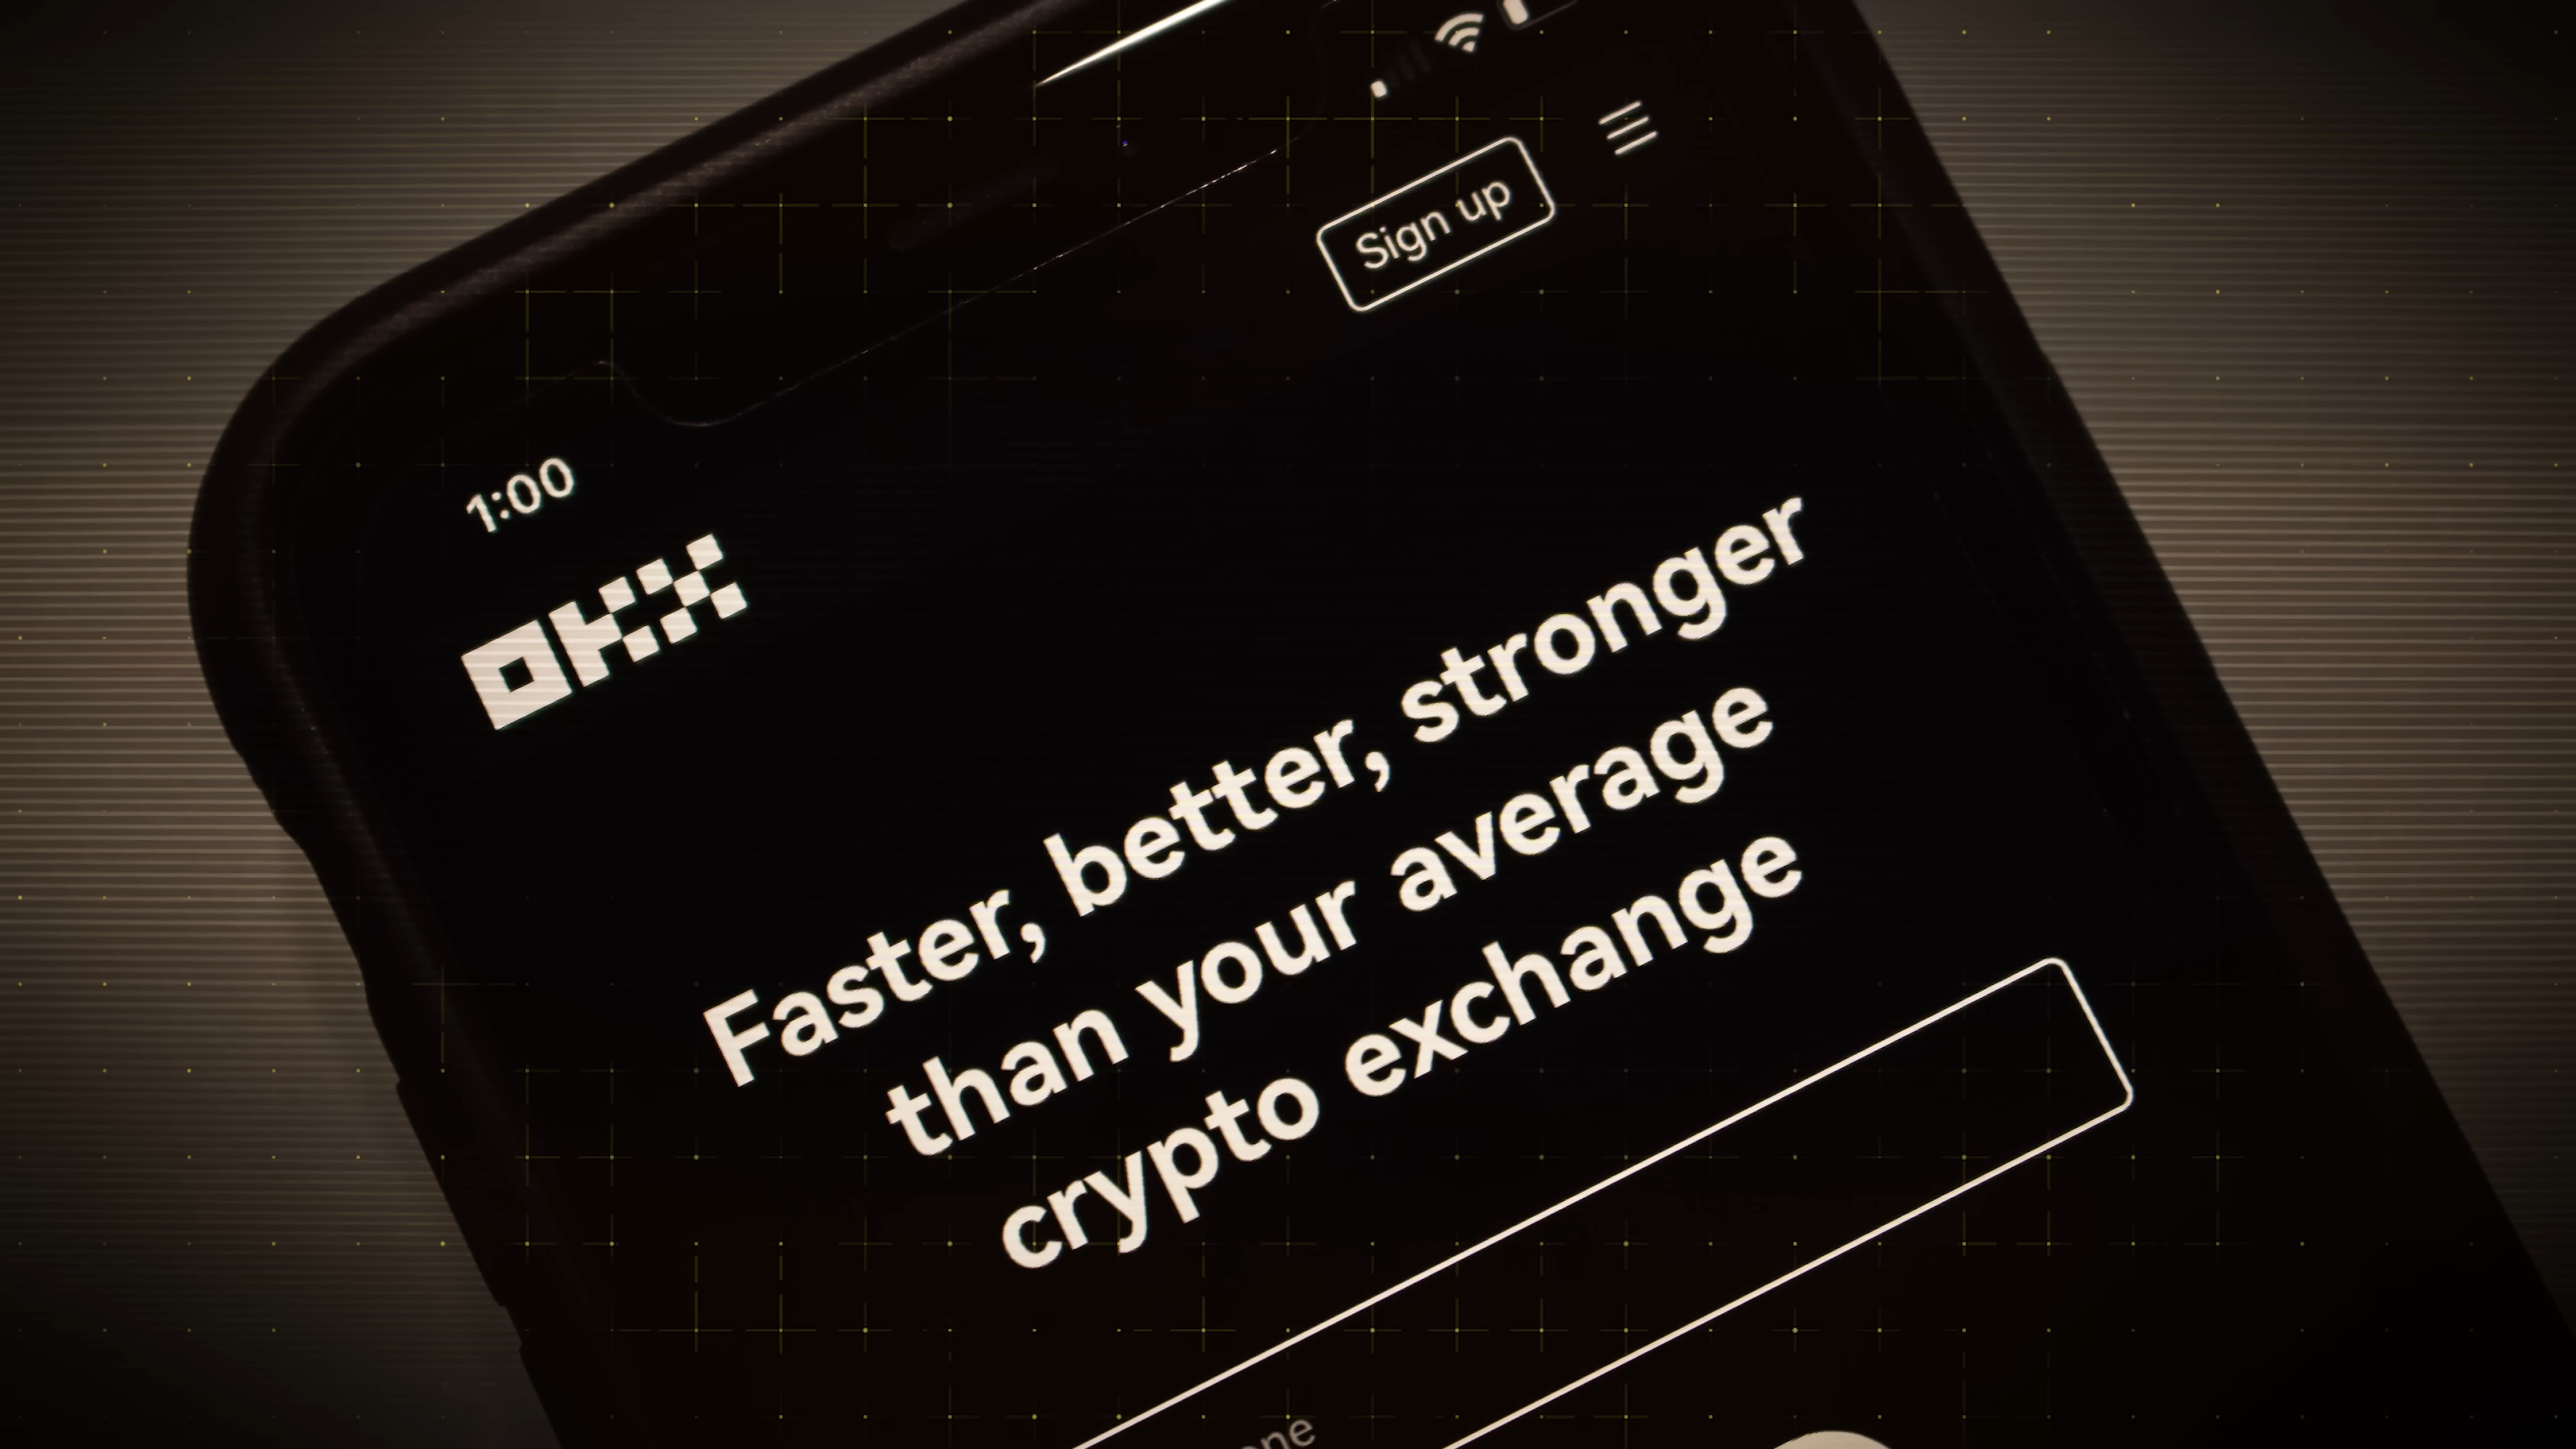 1:00
OKX
Sign up
Faster, better, stronger
than your average
crypto exchange